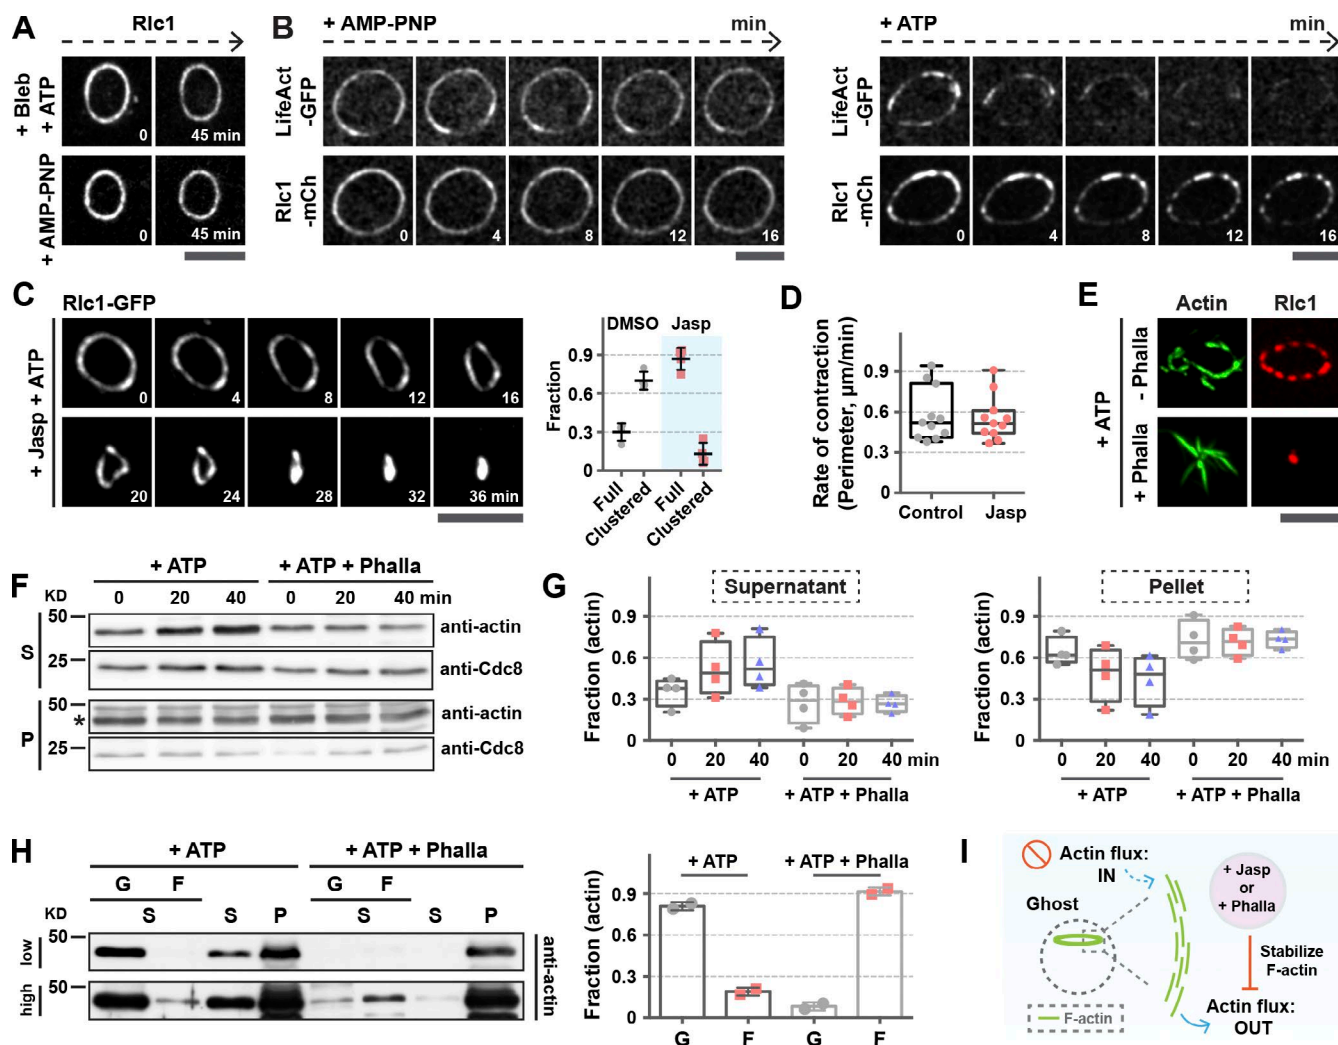 A
Rlc1
+ Bleb
+ ATP
0
45 min
+ AMP-PNP
0
45 min
B
+ AMP-PNP
min
LifeAct
-GFP
Rlc1
-mCh
0
4
8
12
16
+ ATP
min
LifeAct
-GFP
Rlc1
-mCh
0
4
8
12
16
C
Rlc1-GFP
+ Jasp + ATP
0
4
8
12
16
20
24
28
32
36 min
DMSO
Jasp
Fraction
0.9
0.6
0.3
0
Full
Clustered
Full
Clustered
D
Rate of contraction
(Perimeter, µm/min)
0.9
0.6
0.3
0
Control
Jasp
E
Actin
Rlc1
+ ATP
- Phalla
+ Phalla
F
+ ATP
+ ATP + Phalla
KD
0
20
40
min
0
20
40 min
S
50
anti-actin
25
anti-Cdc8
P
50
*
anti-actin
25
anti-Cdc8
G
Supernatant
Fraction (actin)
0.9
0.6
0.3
0
0
20
40
0
20
40 min
+ ATP
+ ATP + Phalla
Pellet
Fraction (actin)
0.9
0.6
0.3
0
0
20
40
0
20
40 min
+ ATP
+ ATP + Phalla
H
+ ATP
+ ATP + Phalla
G
F
G
F
KD
S
S
P
S
S
P
low
50
high
50
anti-actin
Fraction (actin)
0.9
0.6
0.3
0
+ ATP
+ ATP + Phalla
G
F
G
F
I
Actin flux:
IN
Ghost
F-actin
+ Jasp
or
+ Phalla
Stabilize
F-actin
Actin flux:
OUT